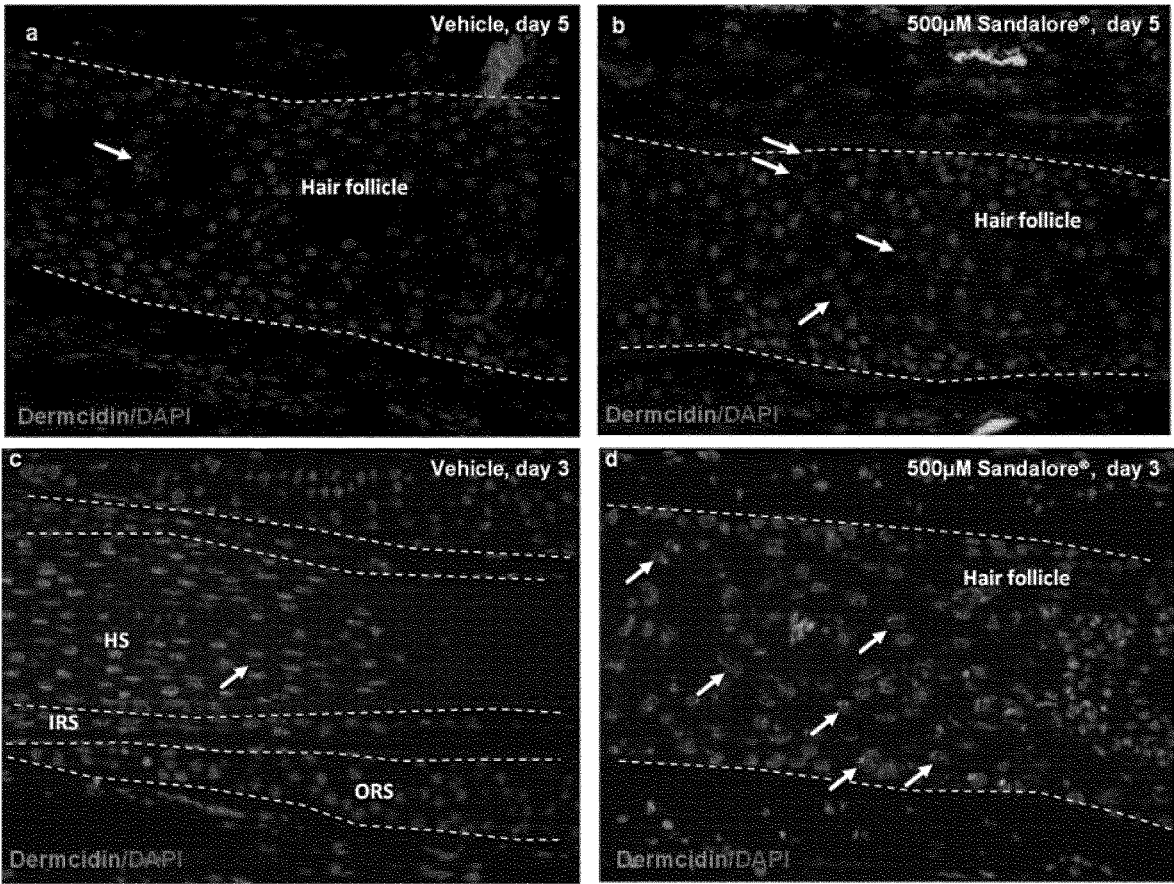 a
Vehicle, day 5
Hair follicle
Dermcidin/DAPI
b
500µM Sandalore®, day 5
Hair follicle
Dermcidin/DAPI
c
Vehicle, day 3
HS
IRS
ORS
Dermcidin/DAPI
d
500µM Sandalore®, day 3
Hair follicle
Dermcidin/DAPI